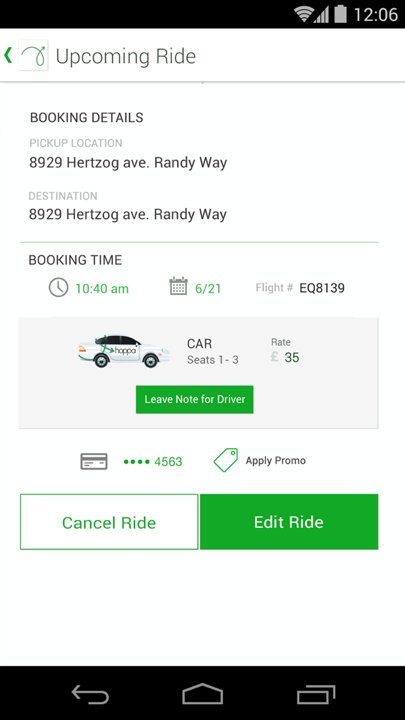 12:06
Upcoming Ride
BOOKING DETAILS
PICKUP LOCATION
8929 Hertzog ave. Randy Way
DESTINATION
8929 Hertzog ave. Randy Way
BOOKING TIME
10:40 am 6/21 Flight # EQ8139
hoppa CAR Rate
Seats 1- 3 £ 35
Leave Note for Driver
•••• 4563 Apply Promo
Cancel Ride Edit Ride